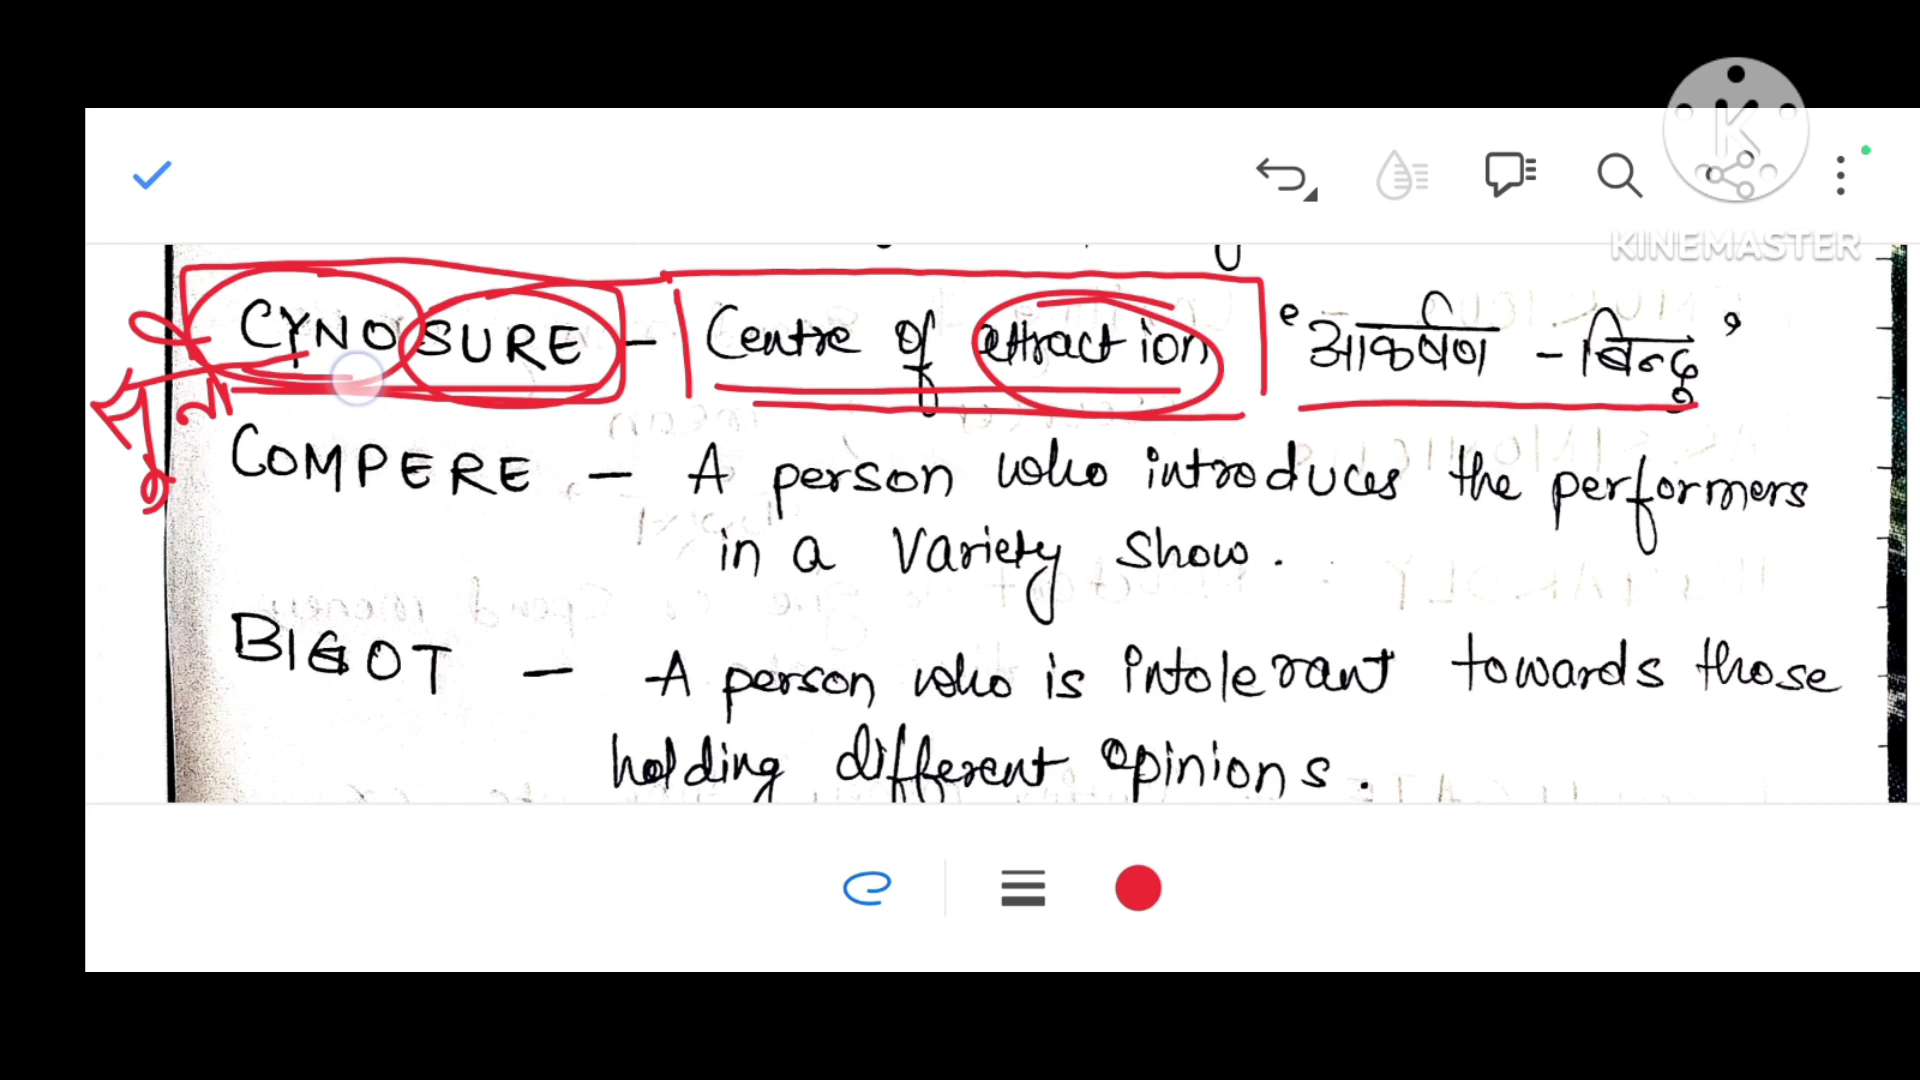 KINEMASTER
CYNOSURE - Centre of attraction 'आकर्षण - बिन्दु'
COMPERE - A person who introduces the performers
in a Variety Show.
BIGOT - A person who is intolerant towards those
holding different opinions.